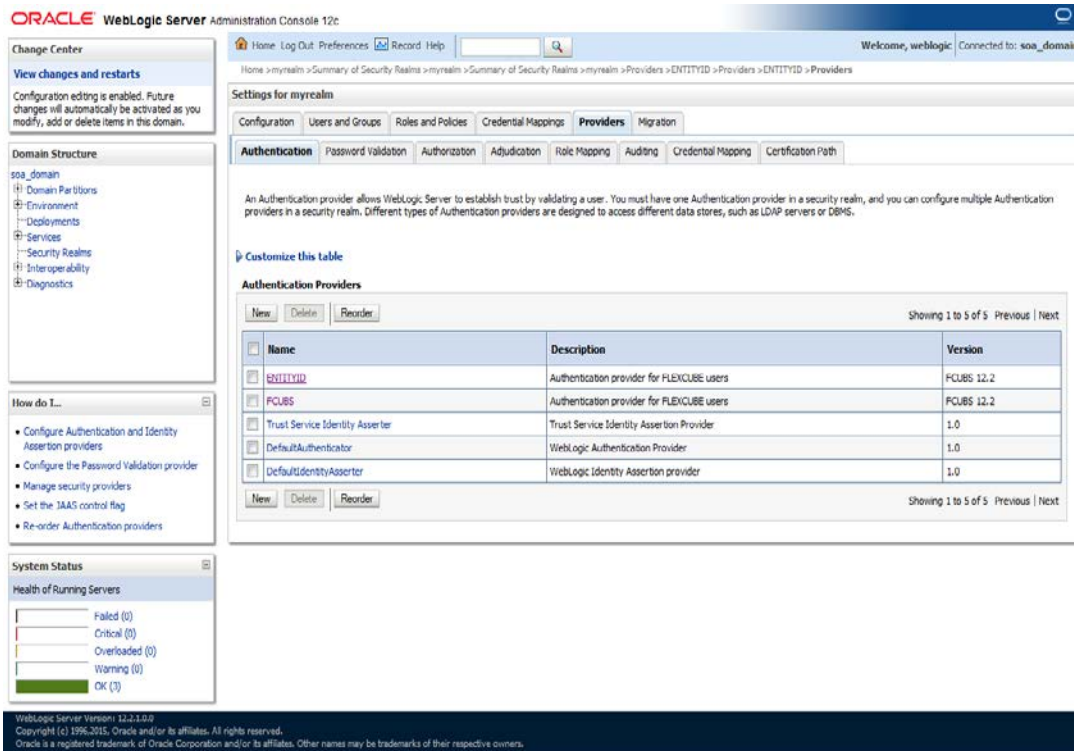 ORACLE WebLogic Server Administration Console 12c
Change Center
View changes and restarts
Configuration editing is enabled. Future
changes will automatically be activated as you
modify, add or delete items in this domain.
Domain Structure
soa_domain
Domain Partitions
Environment
Deployments
Services
Security Realms
Interoperability
Diagnostics
How do I...
Configure Authentication and Identity
Assertion providers
Configure the Password Validation provider
Manage security providers
Set the JAAS control flag
Re-order Authentication providers
System Status
Health of Running Servers
Failed (0)
Critical (0)
Overloaded (0)
Warning (0)
OK (3)
Home Log Out Preferences Record Help
Welcome, weblogic Connected to: soa_domai
Home >myrealm >Summary of Security Realms >myrealm >Summary of Security Realms >myrealm >Providers >ENTITYID >Providers >ENTITYID >Providers
Settings for myrealm
Configuration Users and Groups Roles and Policies Credential Mappings Providers Migration
Authentication Password Validation Authorization Adjudication Role Mapping Auditing Credential Mapping Certification Path
An Authentication provider allows WebLogic Server to establish trust by validating a user. You must have one Authentication provider in a security realm, and you can configure multiple Authentication
providers in a security realm. Different types of Authentication providers are designed to access different data stores, such as LDAP servers or DBMS.
Customize this table
Authentication Providers
New Delete Reorder
Showing 1 to 5 of 5 Previous | Next
Name Description Version
ENTITYID Authentication provider for FLEXCUBE users FCUBS 12.2
FCUBS Authentication provider for FLEXCUBE users FCUBS 12.2
Trust Service Identity Asserter Trust Service Identity Assertion Provider 1.0
DefaultAuthenticator WebLogic Authentication Provider 1.0
DefaultIdentityAsserter WebLogic Identity Assertion provider 1.0
New Delete Reorder
Showing 1 to 5 of 5 Previous | Next
WebLogic Server Version: 12.2.1.0.0
Copyright (c) 1996,2015, Oracle and/or its affiliates. All rights reserved.
Oracle is a registered trademark of Oracle Corporation and/or its affiliates. Other names may be trademarks of their respective owners.